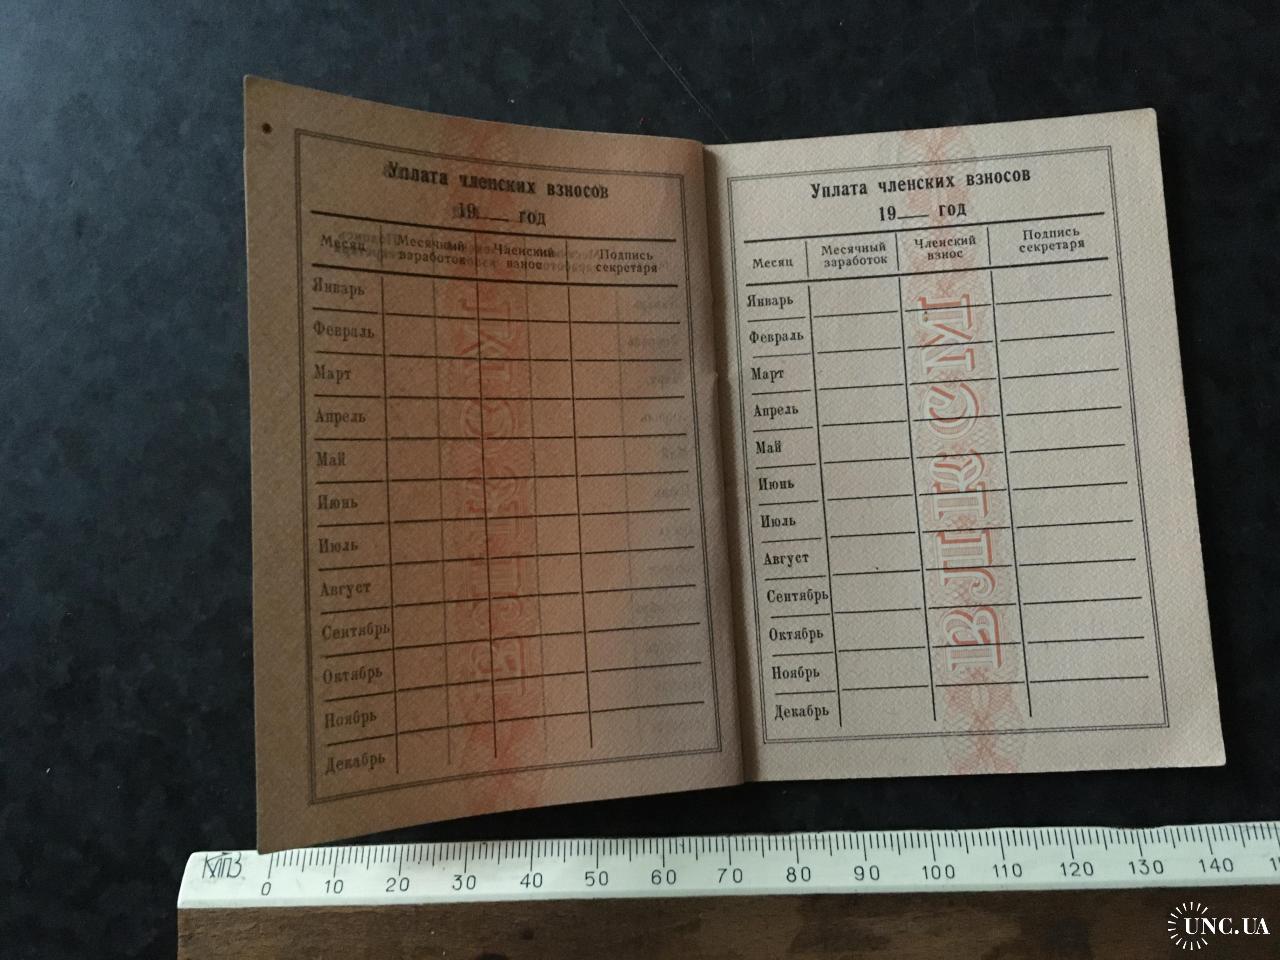 Уплата членских взносов
19___ год
Месяц Месячный заработок Членский взнос Подпись секретаря
Январь
Февраль
Март
Апрель
Май
Июнь
Июль
Август
Сентябрь
Октябрь
Ноябрь
Декабрь
ВЛКСМ
Уплата членских взносов
19___ год
Месяц Месячный заработок Членский взнос Подпись секретаря
Январь
Февраль
Март
Апрель
Май
Июнь
Июль
Август
Сентябрь
Октябрь
Ноябрь
Декабрь
ВЛКСМ
0 10 20 30 40 50 60 70 80 90 100 110 120 130 140
UNC.UA